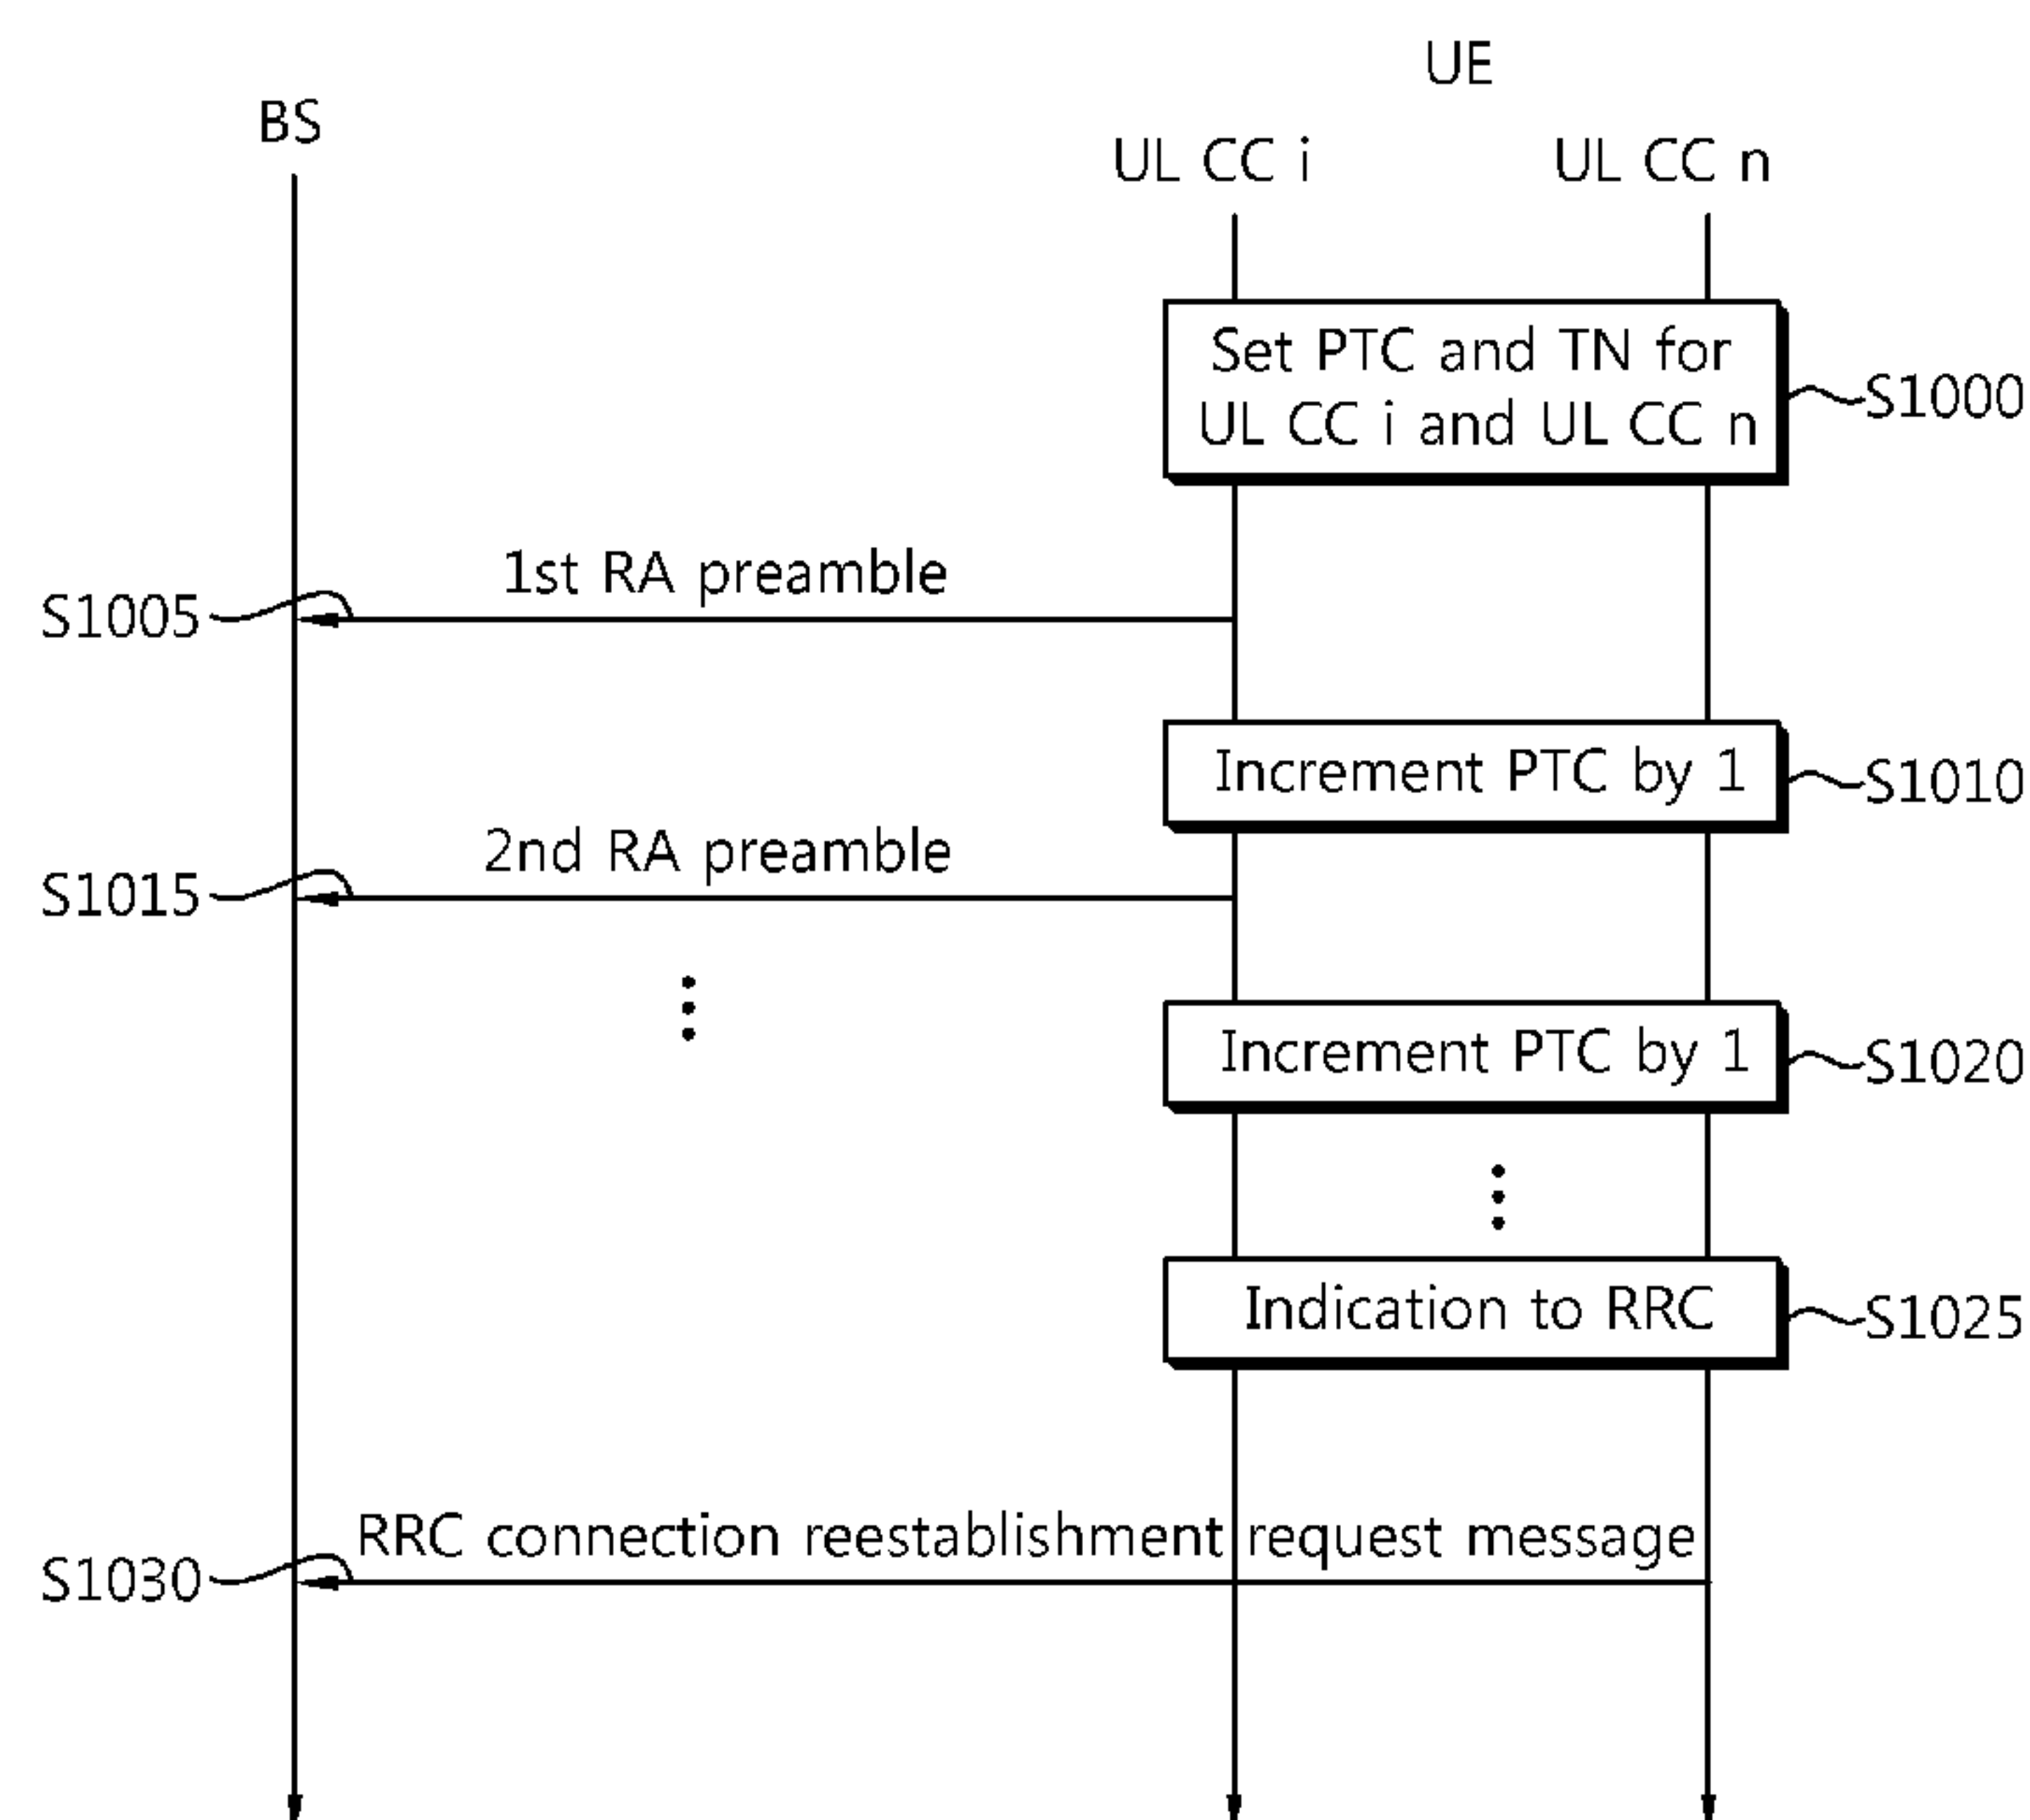 UE
BS
UL CC i
UL CC n
Set PTC and TN for
UL CC i and UL CC n
S1000
1st RA preamble
S1005
Increment PTC by 1
S1010
2nd RA preamble
S1015
Increment PTC by 1
S1020
Indication to RRC
S1025
RRC connection reestablishment request message
S1030